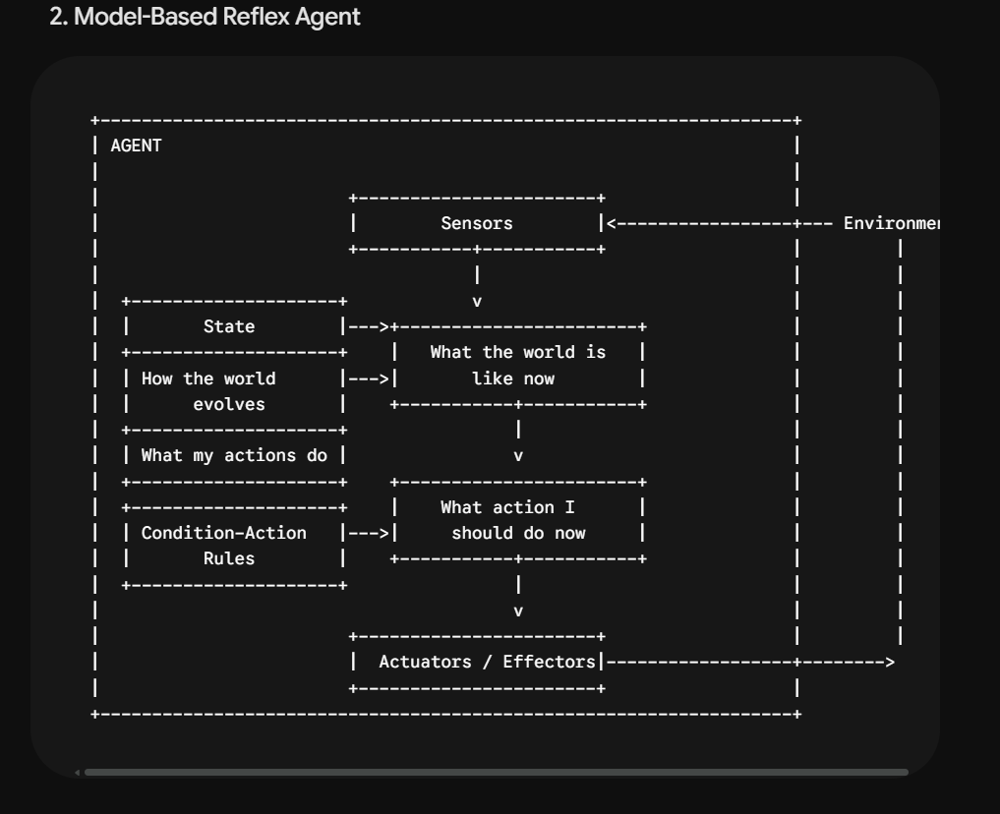 2. Model-Based Reflex Agent
AGENT
Sensors
Environmen
State
What the world is
like now
How the world
evolves
What my actions do
What action I
should do now
Condition-Action
Rules
Actuators / Effectors